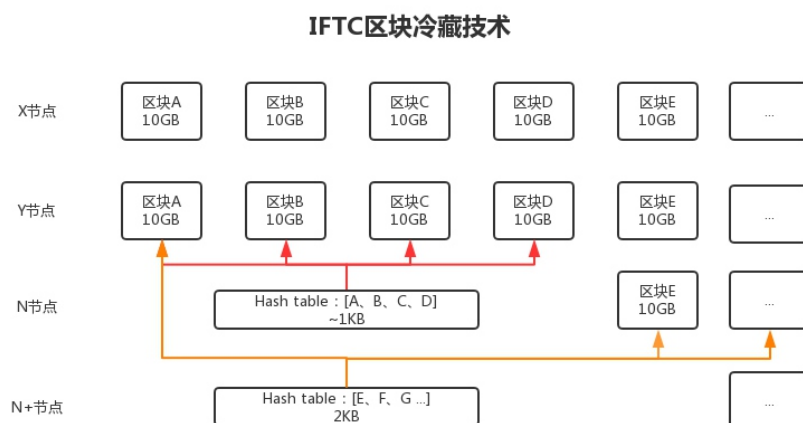 IFTC区块冷藏技术
X节点
区块A
10GB
区块B
10GB
区块C
10GB
区块D
10GB
区块E
10GB
...
Y节点
区块A
10GB
区块B
10GB
区块C
10GB
区块D
10GB
区块E
10GB
...
N节点
Hash table：[A、B、C、D]
~1KB
区块E
10GB
...
N+节点
Hash table：[E、F、G ...]
2KB
...